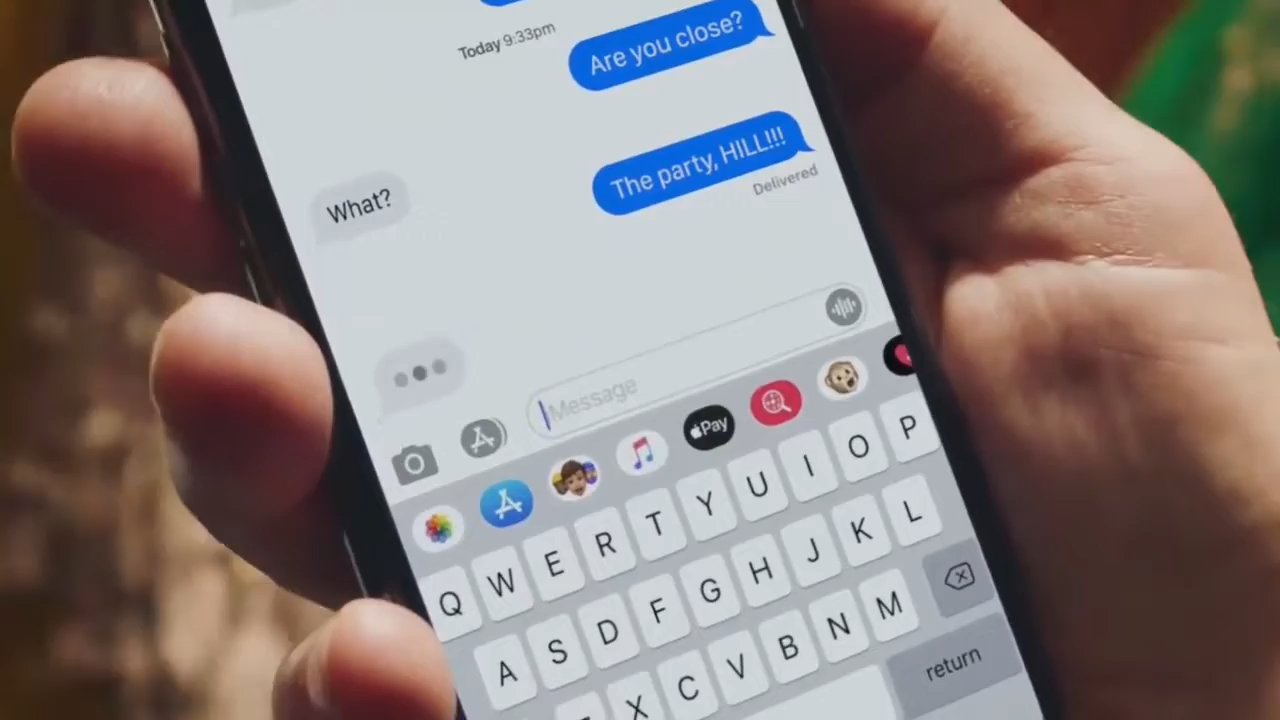 Today 9:33pm
Are you close?
What?
The party, HILL!!!
Delivered
Message
Pay
Q W E R T Y U I O P
A S D F G H J K L
X C V B N M
return